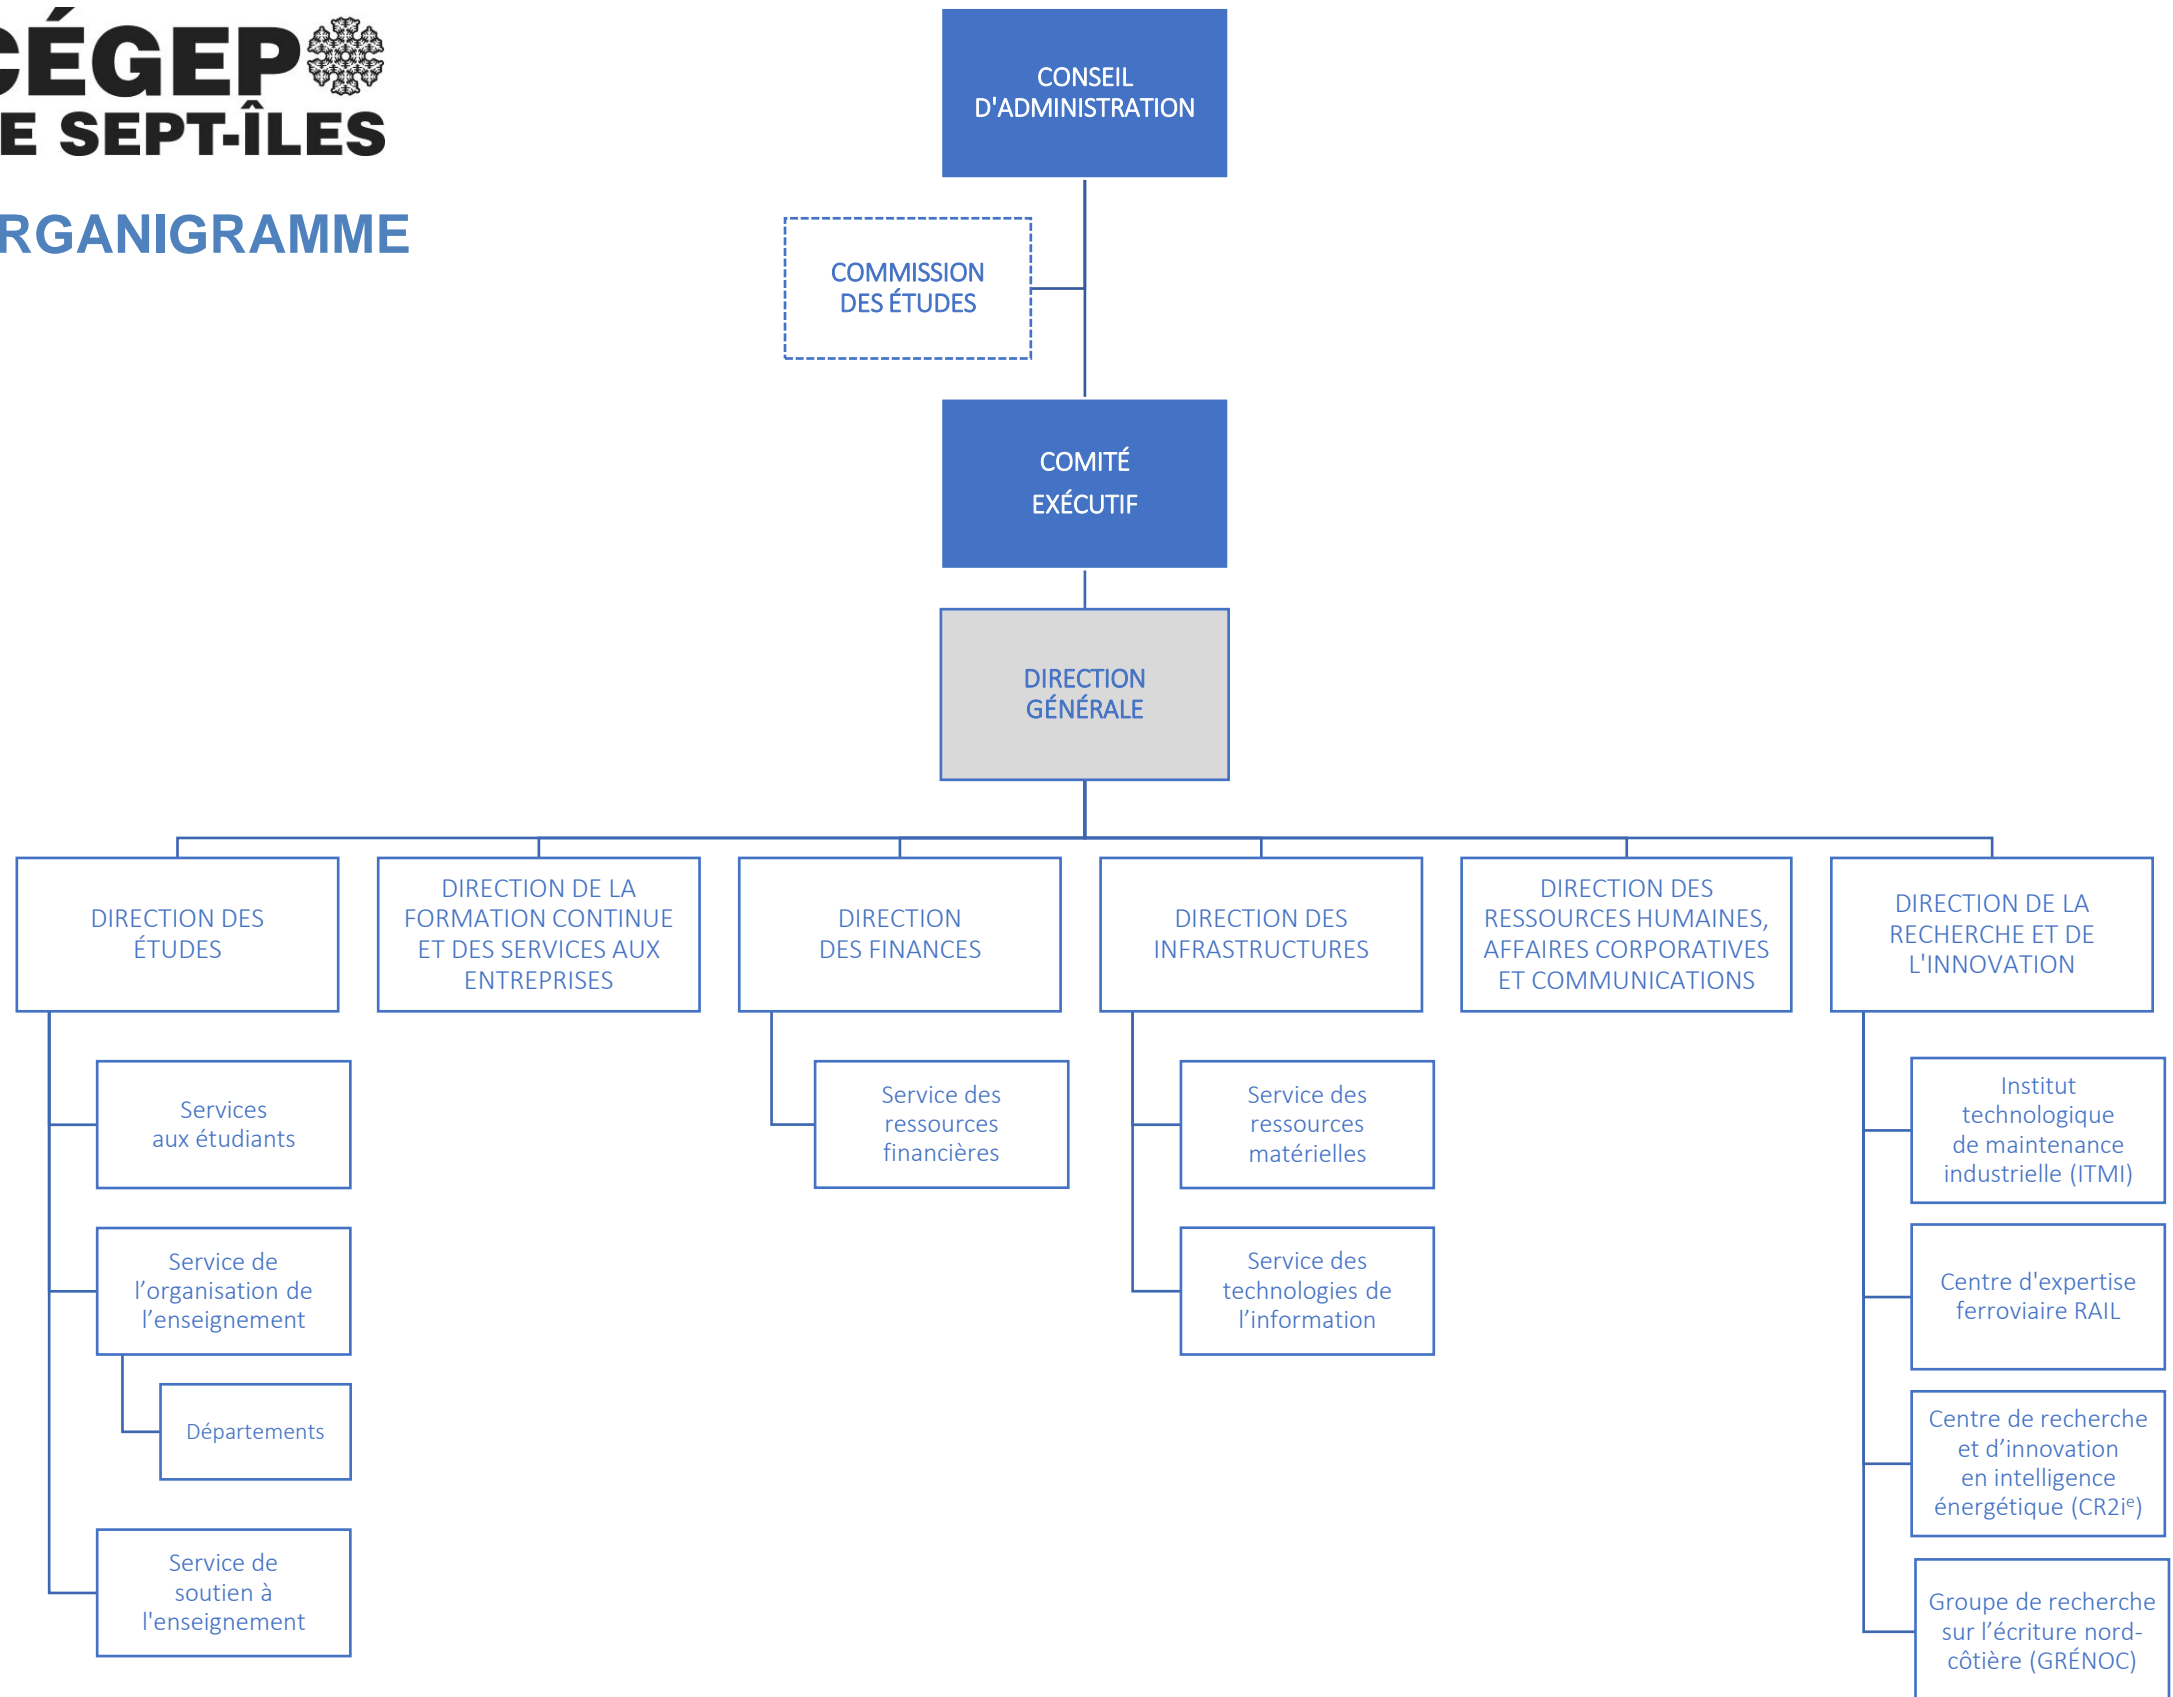 CÉGEP
E SEPT-ÎLES
RGANIGRAMME
CONSEIL
D'ADMINISTRATION
COMMISSION
DES ÉTUDES
COMITÉ
EXÉCUTIF
DIRECTION
GÉNÉRALE
DIRECTION DES
ÉTUDES
DIRECTION DE LA
FORMATION CONTINUE
ET DES SERVICES AUX
ENTREPRISES
DIRECTION
DES FINANCES
DIRECTION DES
INFRASTRUCTURES
DIRECTION DES
RESSOURCES HUMAINES,
AFFAIRES CORPORATIVES
ET COMMUNICATIONS
DIRECTION DE LA
RECHERCHE ET DE
L'INNOVATION
Services
aux étudiants
Service de
l’organisation de
l’enseignement
Départements
Service de
soutien à
l'enseignement
Service des
ressources
financières
Service des
ressources
matérielles
Service des
technologies de
l’information
Institut
technologique
de maintenance
industrielle (ITMI)
Centre d'expertise
ferroviaire RAIL
Centre de recherche
et d’innovation
en intelligence
énergétique (CR2iᵉ)
Groupe de recherche
sur l’écriture nord-
côtière (GRÉNOC)